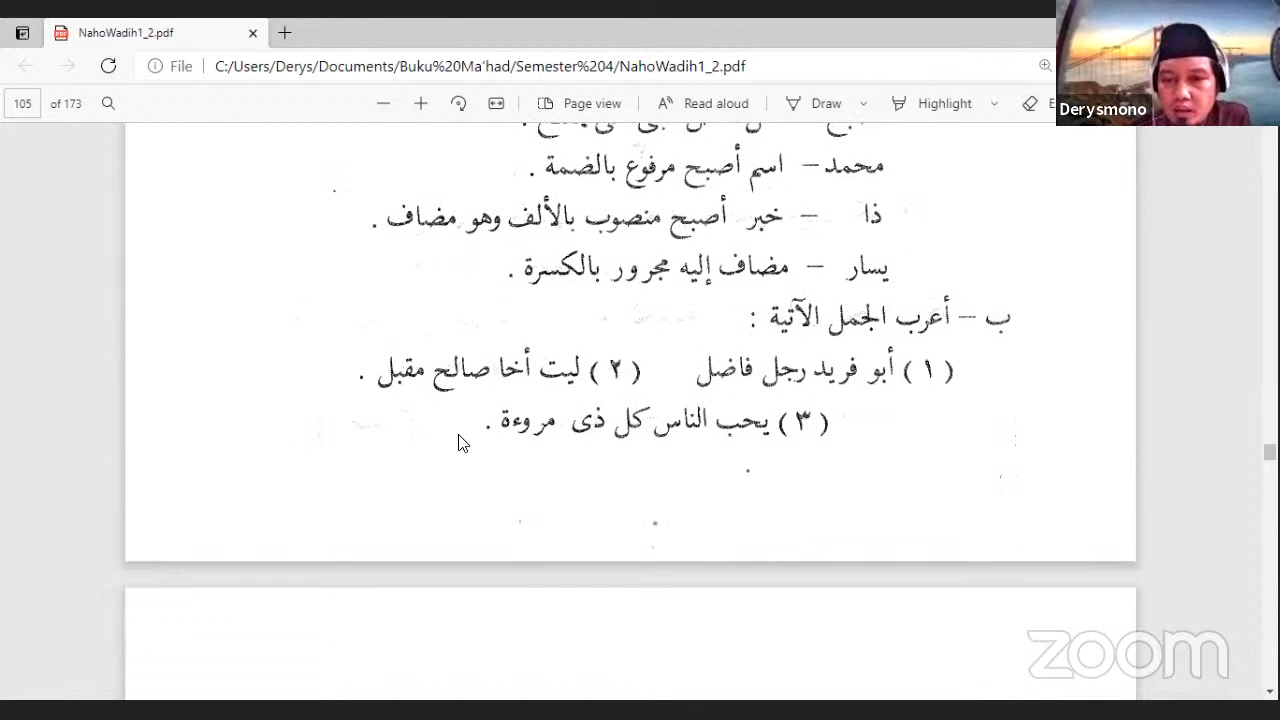 NahoWadih1_2.pdf
File C:/Users/Derys/Documents/Buku%20Ma'had/Semester%204/NahoWadih1_2.pdf
105 of 173 Page view Read aloud Draw Highlight
Derysmono
محمد – اسم أصبح مرفوع بالضمة .
ذا – خبر أصبح منصوب بالألف وهو مضاف .
يسار – مضاف إليه مجرور بالكسرة .
ب – أعرب الجمل الآتية :
( ١ ) أبو فريد رجل فاضل ( ٢ ) ليت أخا صالح مقبل .
( ٣ ) يحب الناس كل ذى مروءة .
zoom